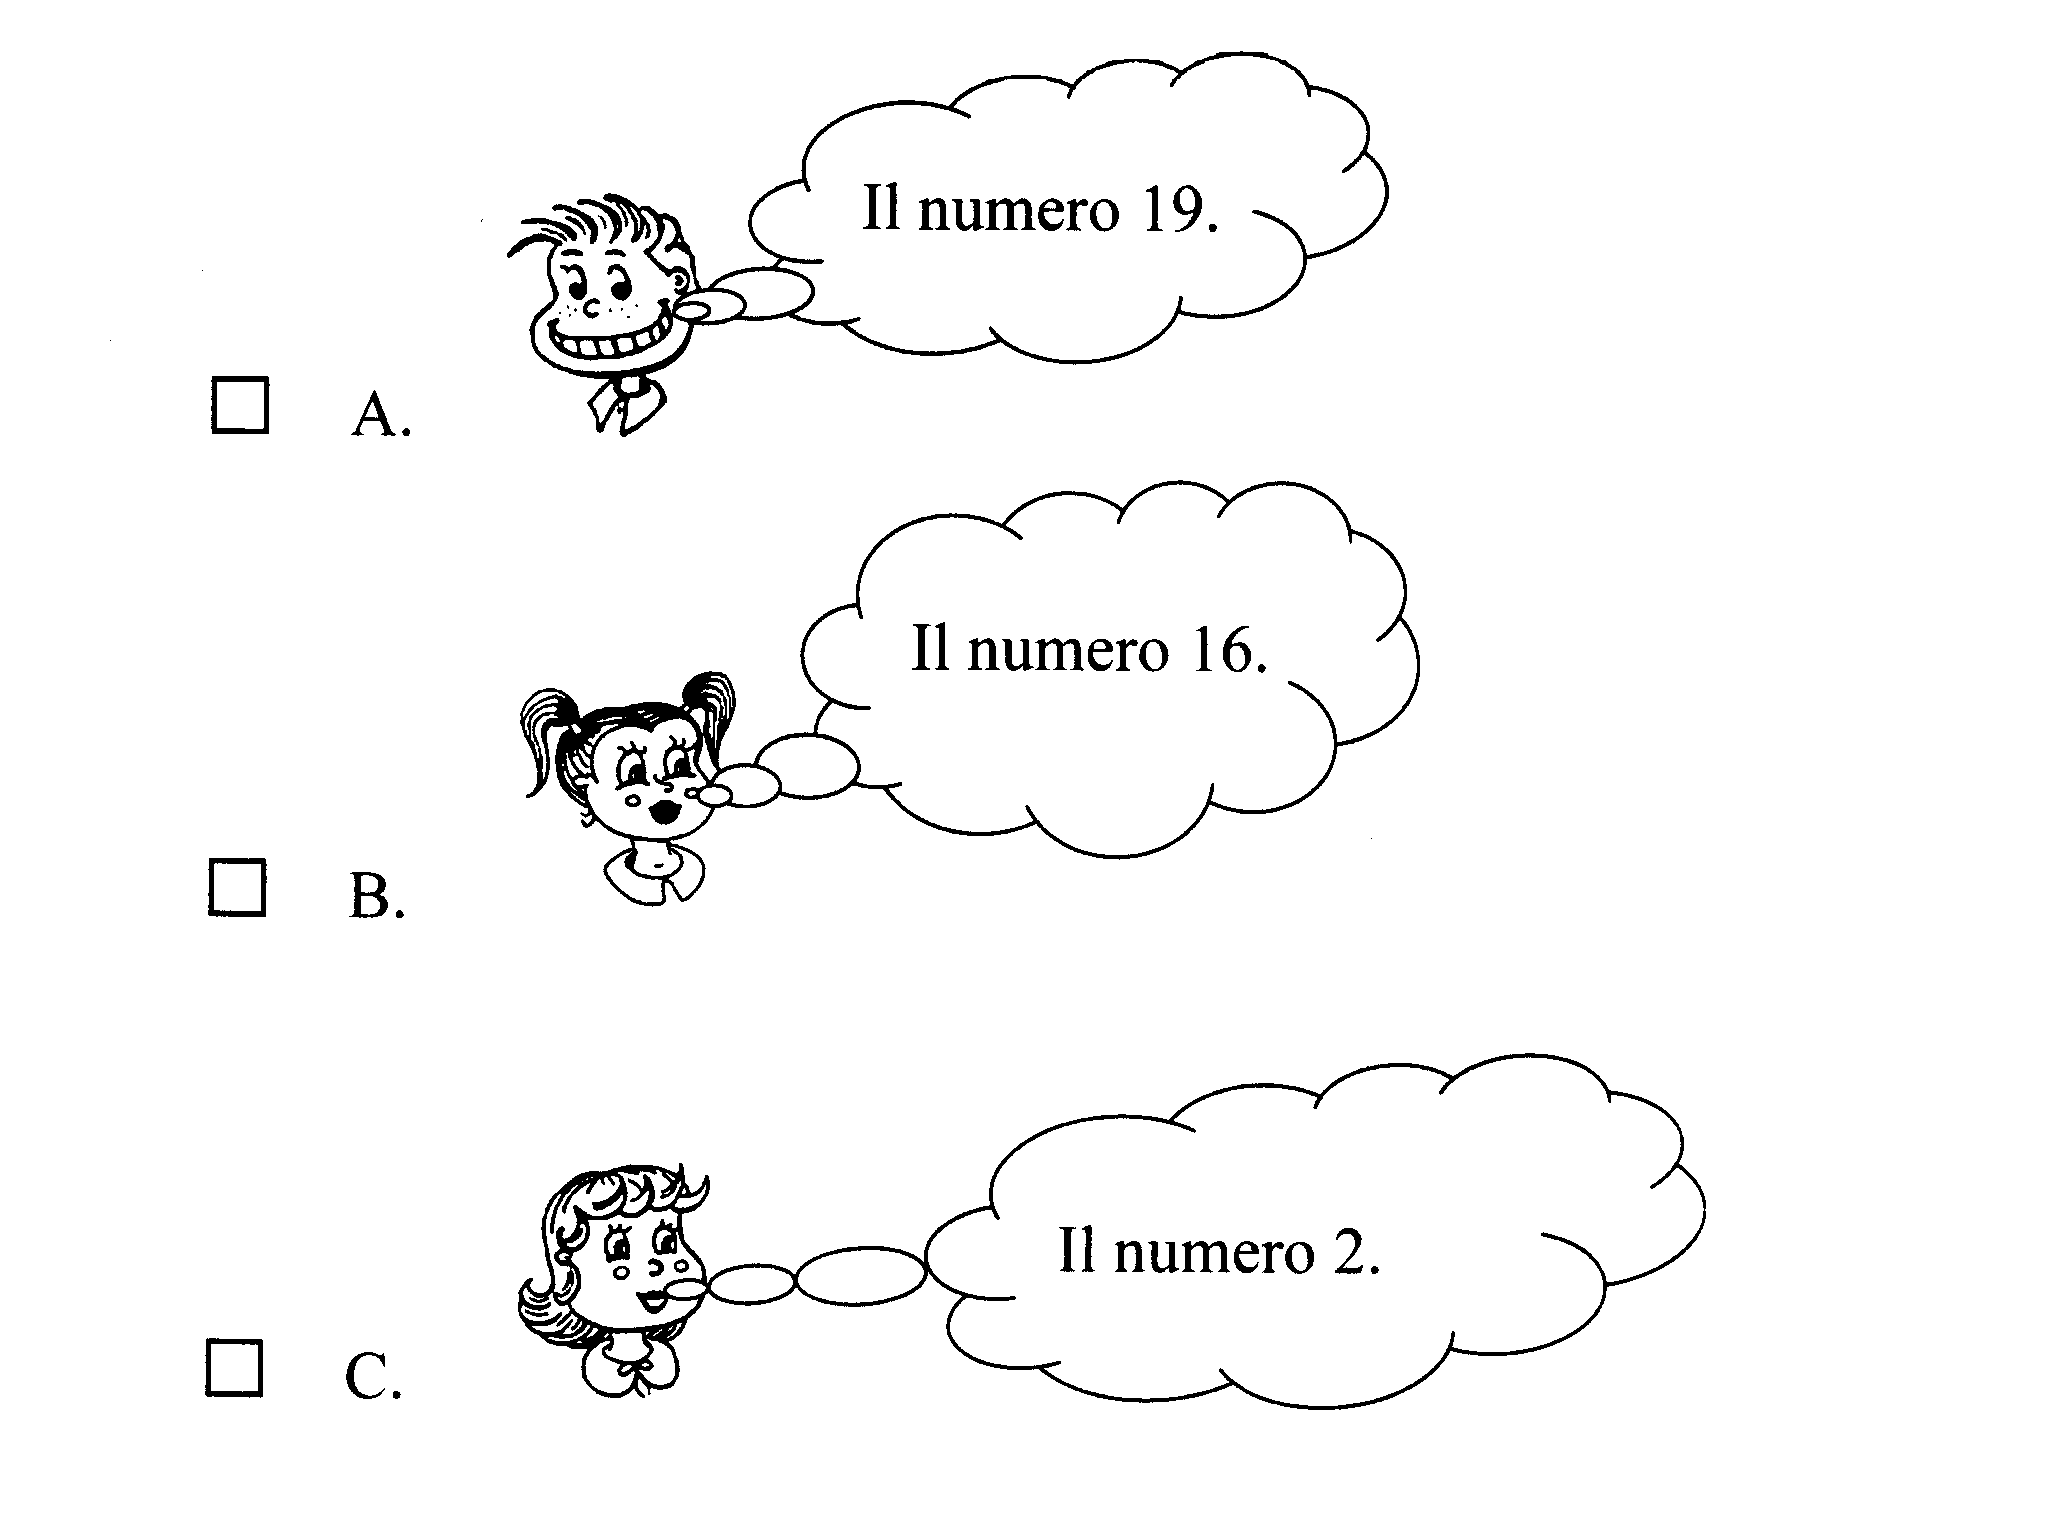 Il numero 19.
A.
Il numero 16.
B.
Il numero 2.
C.